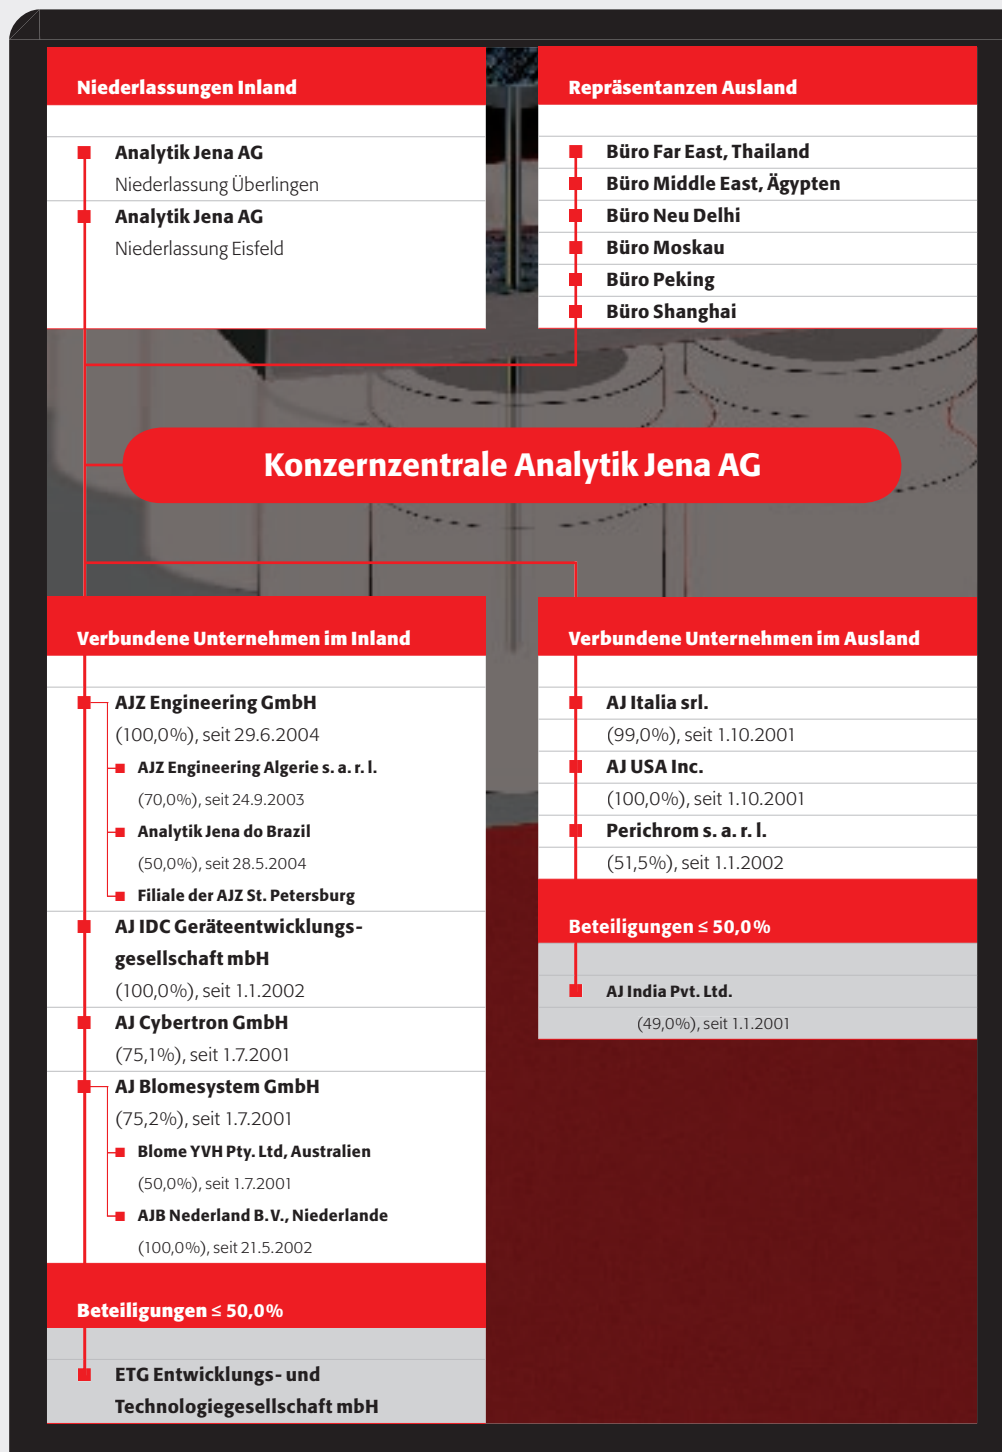 Niederlassungen Inland
Analytik Jena AG
Niederlassung Überlingen
Analytik Jena AG
Niederlassung Eisfeld
Repräsentanzen Ausland
Büro Far East, Thailand
Büro Middle East, Ägypten
Büro Neu Delhi
Büro Moskau
Büro Peking
Büro Shanghai
Konzernzentrale Analytik Jena AG
Verbundene Unternehmen im Inland
AJZ Engineering GmbH
(100,0%), seit 29.6.2004
AJZ Engineering Algerie s. a. r. l.
(70,0%), seit 24.9.2003
Analytik Jena do Brazil
(50,0%), seit 28.5.2004
Filiale der AJZ St. Petersburg
AJ IDC Geräteentwicklungs-
gesellschaft mbH
(100,0%), seit 1.1.2002
AJ Cybertron GmbH
(75,1%), seit 1.7.2001
AJ Blomesystem GmbH
(75,2%), seit 1.7.2001
Blome YVH Pty. Ltd, Australien
(50,0%), seit 1.7.2001
AJB Nederland B.V., Niederlande
(100,0%), seit 21.5.2002
Beteiligungen ≤ 50,0%
ETG Entwicklungs- und
Technologiegesellschaft mbH
Verbundene Unternehmen im Ausland
AJ Italia srl.
(99,0%), seit 1.10.2001
AJ USA Inc.
(100,0%), seit 1.10.2001
Perichrom s. a. r. l.
(51,5%), seit 1.1.2002
Beteiligungen ≤ 50,0%
AJ India Pvt. Ltd.
(49,0%), seit 1.1.2001